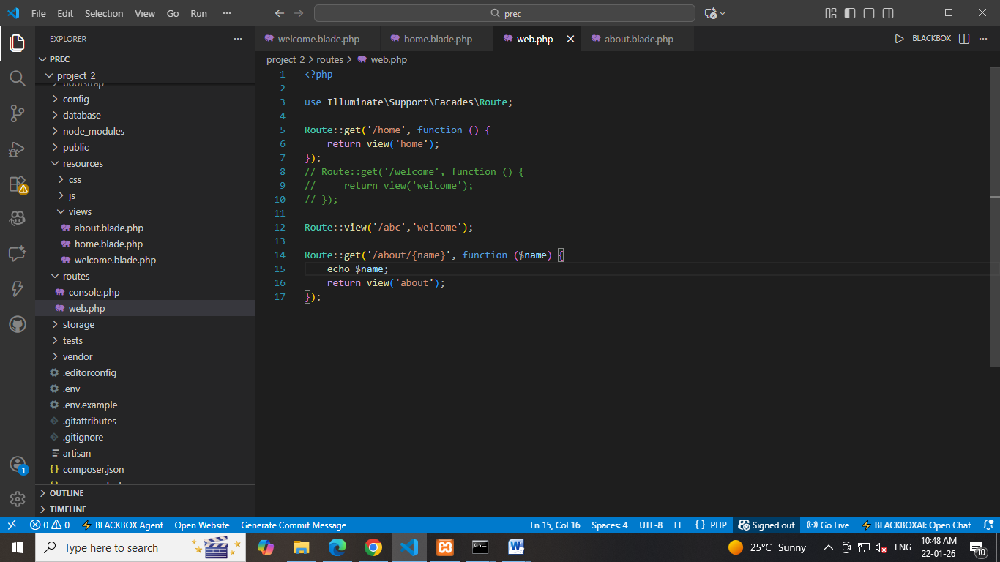 File Edit Selection View Go Run ···
prec
EXPLORER ···
PREC
project_2
bootstrap
config
database
node_modules
public
resources
css
js
views
about.blade.php
home.blade.php
welcome.blade.php
routes
console.php
web.php
storage
tests
vendor
.editorconfig
.env
.env.example
.gitattributes
.gitignore
artisan
composer.json
composer.lock
OUTLINE
TIMELINE
welcome.blade.php home.blade.php web.php about.blade.php BLACKBOX ···
project_2 > routes > web.php
1 <?php
2
3 use Illuminate\Support\Facades\Route;
4
5 Route::get('/home', function () {
6     return view('home');
7 });
8 // Route::get('/welcome', function () {
9 //     return view('welcome');
10 // });
11
12 Route::view('/abc','welcome');
13
14 Route::get('/about/{name}', function ($name) {
15     echo $name;
16     return view('about');
17 });
1
0 0 BLACKBOX Agent Open Website Generate Commit Message Ln 15, Col 16 Spaces: 4 UTF-8 LF { } PHP Signed out Go Live BLACKBOXAI: Open Chat
Type here to search 25°C Sunny ENG 10:48 AM
22-01-26
10